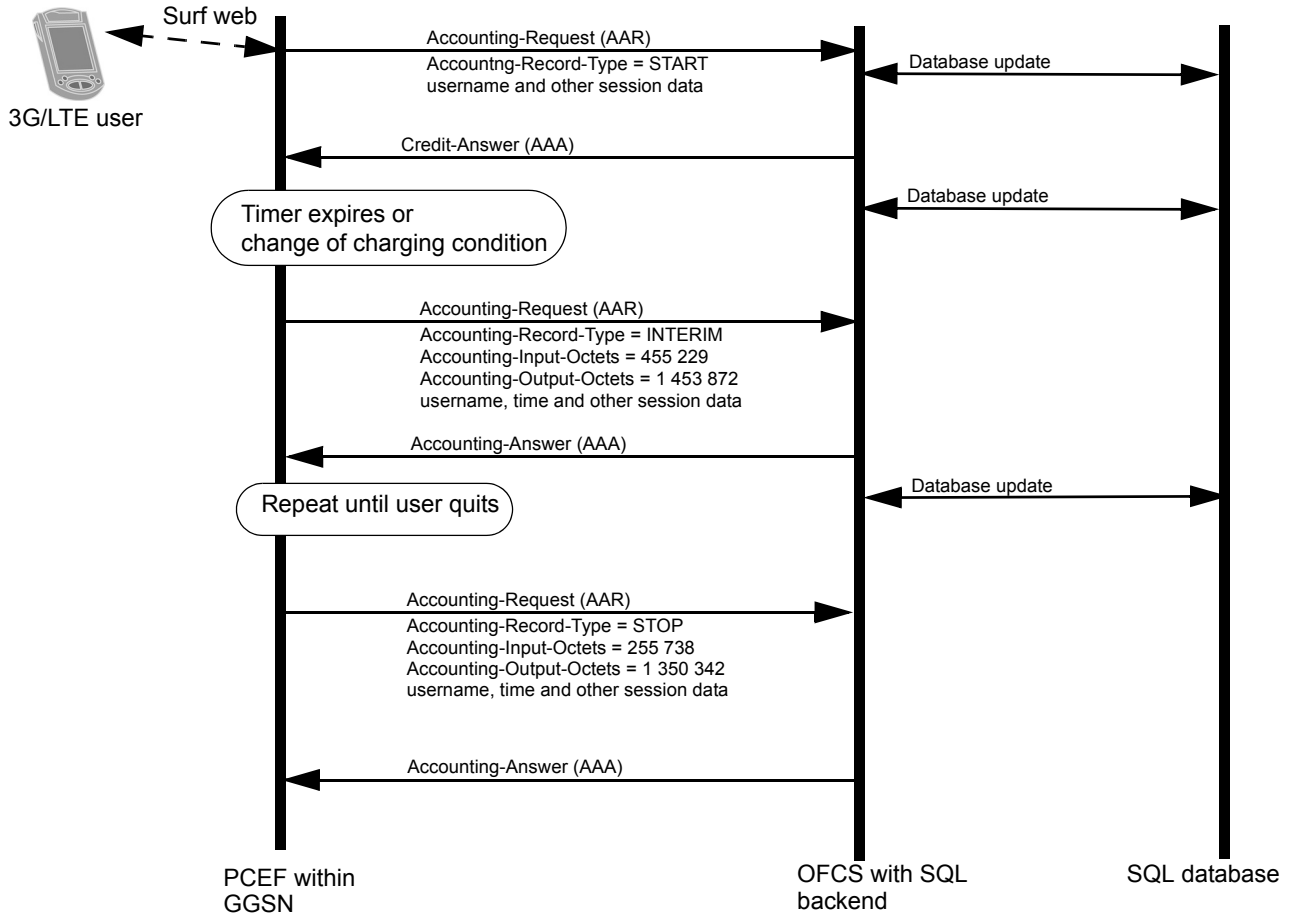 Surf web
3G/LTE user
Accounting-Request (AAR)
Accountng-Record-Type = START
username and other session data
Database update
Credit-Answer (AAA)
Database update
Timer expires or
change of charging condition
Accounting-Request (AAR)
Accounting-Record-Type = INTERIM
Accounting-Input-Octets = 455 229
Accounting-Output-Octets = 1 453 872
username, time and other session data
Accounting-Answer (AAA)
Database update
Repeat until user quits
Accounting-Request (AAR)
Accounting-Record-Type = STOP
Accounting-Input-Octets = 255 738
Accounting-Output-Octets = 1 350 342
username, time and other session data
Accounting-Answer (AAA)
PCEF within
GGSN
OFCS with SQL
backend
SQL database